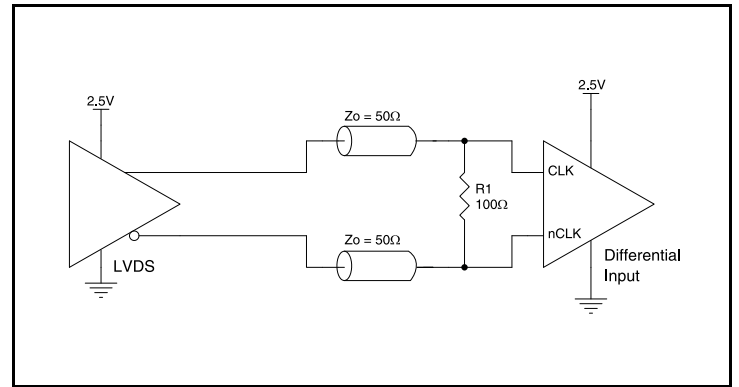 2.5V
2.5V
Zo = 50Ω
CLK
R1
100Ω
nCLK
Zo = 50Ω
LVDS
Differential
Input